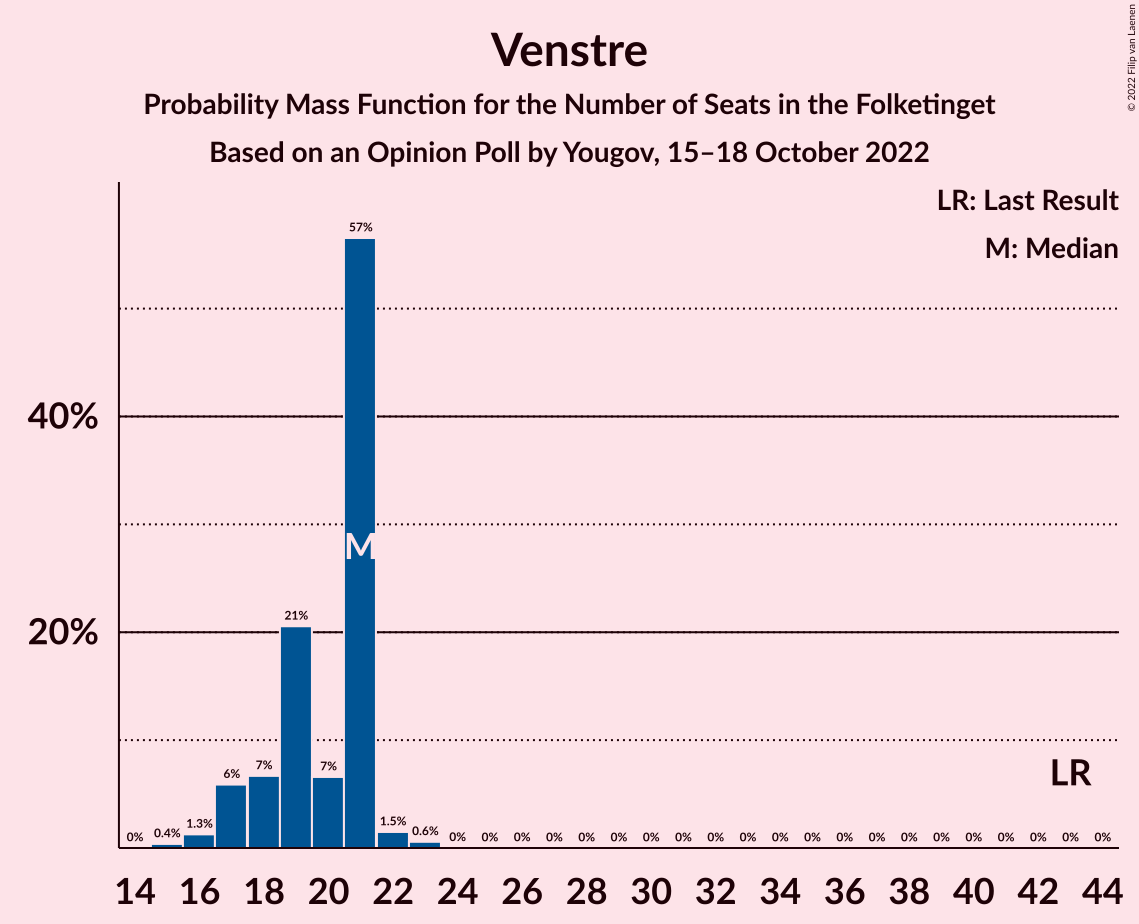 Venstre
Probability Mass Function for the Number of Seats in the Folketinget
Based on an Opinion Poll by Yougov, 15–18 October 2022
© 2022 Filip van Laenen
LR: Last Result
M: Median
57%
40%
M
21%
20%
LR
7%
7%
6%
1.5%
1.3%
0.6%
0.4%
0% 0% 0% 0% 0% 0% 0% 0% 0% 0% 0% 0% 0% 0% 0% 0% 0% 0% 0% 0% 0% 0%
14 16 18 20 22 24 26 28 30 32 34 36 38 40 42 44